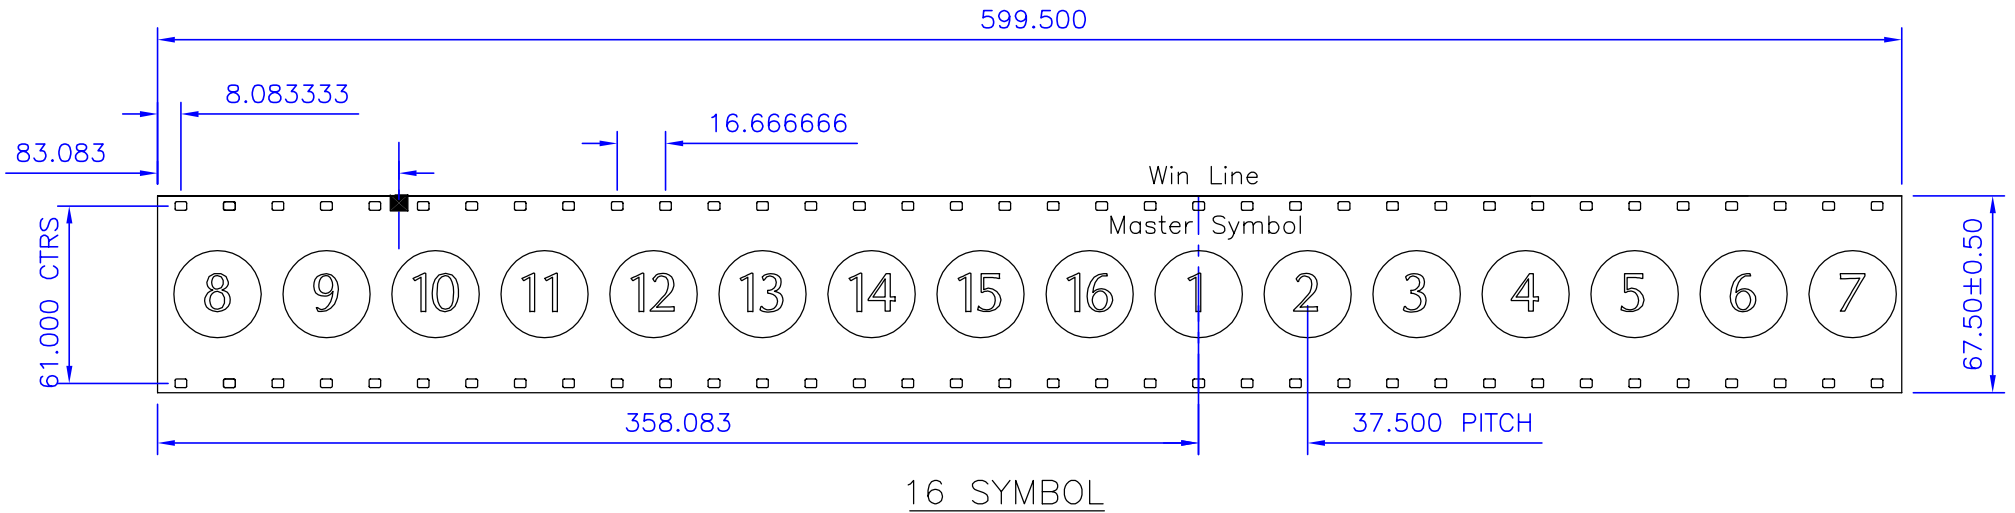 599.500
8.083333
16.666666
83.083
Win Line
Master Symbol
61.000 CTRS
67.50±0.50
8 9 10 11 12 13 14 15 16 1 2 3 4 5 6 7
358.083
37.500 PITCH
16 SYMBOL